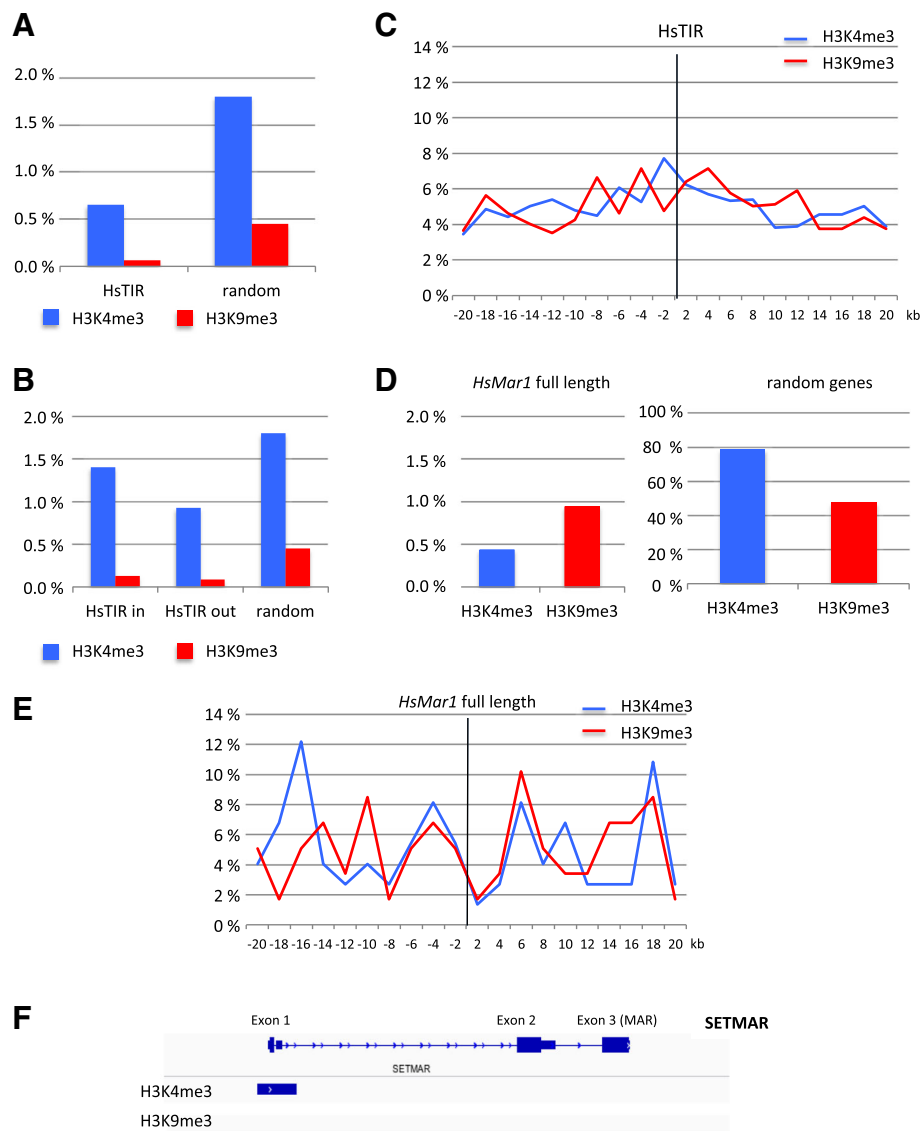 A
2.0 %
1.5 %
1.0 %
0.5 %
0.0 %
HsTIR random
H3K4me3 H3K9me3
B
2.0 %
1.5 %
1.0 %
0.5 %
0.0 %
HsTIR in HsTIR out random
H3K4me3 H3K9me3
C
HsTIR
H3K4me3
H3K9me3
14 %
12 %
10 %
8 %
6 %
4 %
2 %
0 %
-20 -18 -16 -14 -12 -10 -8 -6 -4 -2 2 4 6 8 10 12 14 16 18 20 kb
D
HsMar1 full length
2.0 %
1.5 %
1.0 %
0.5 %
0.0 %
H3K4me3 H3K9me3
random genes
100 %
80 %
60 %
40 %
20 %
0 %
H3K4me3 H3K9me3
E
HsMar1 full length
H3K4me3
H3K9me3
14 %
12 %
10 %
8 %
6 %
4 %
2 %
0 %
-20 -18 -16 -14 -12 -10 -8 -6 -4 -2 2 4 6 8 10 12 14 16 18 20 kb
F
Exon 1 Exon 2 Exon 3 (MAR) SETMAR
SETMAR
H3K4me3
H3K9me3